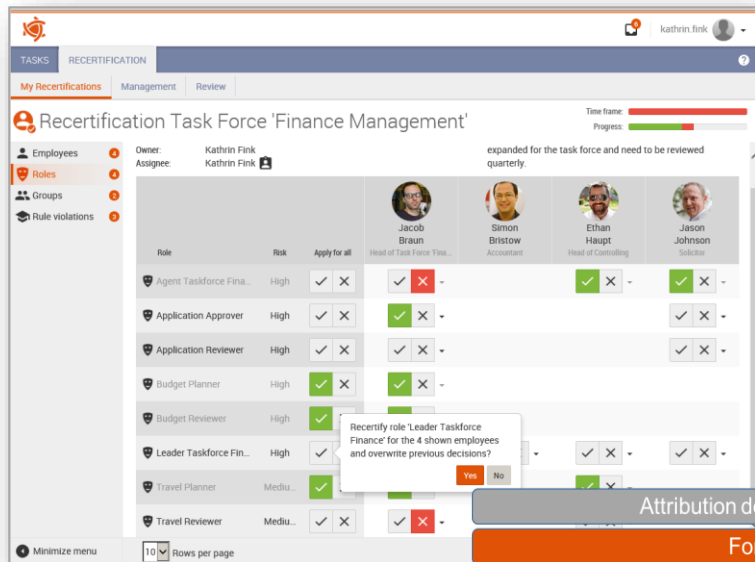 6
kathrin.fink
TASKS RECERTIFICATION
?
My Recertifications Management Review
Recertification Task Force 'Finance Management'
Time frame:
Progress:
Employees 4
Roles 4
Groups 2
Rule violations 3
Owner: Kathrin Fink
Assignee: Kathrin Fink
expanded for the task force and need to be reviewed
quarterly.
Jacob
Braun
Head of Task Force 'Fina...
Simon
Bristow
Accountant
Ethan
Haupt
Head of Controlling
Jason
Johnson
Solicitor
Role Risk Apply for all
Agent Taskforce Fina... High
Application Approver High
Application Reviewer High
Budget Planner High
Budget Reviewer High
Leader Taskforce Fin... High
Travel Planner Mediu...
Travel Reviewer Mediu...
Recertify role 'Leader Taskforce
Finance' for the 4 shown employees
and overwrite previous decisions?
Yes No
Minimize menu
10 Rows per page
Attribution